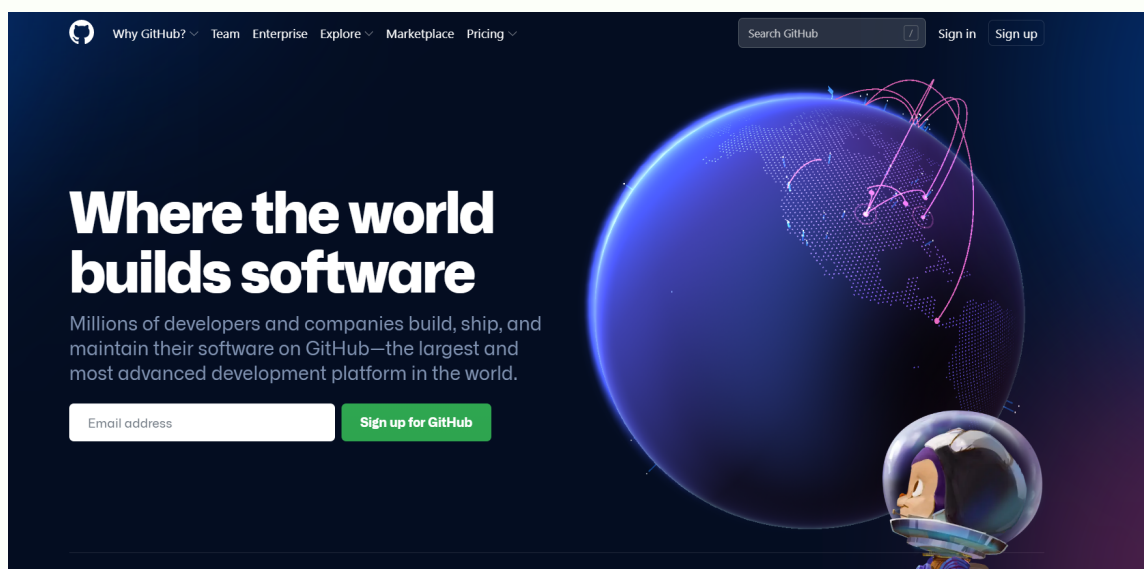 Why GitHub? Team Enterprise Explore Marketplace Pricing Search GitHub / Sign in Sign up
Where the world
builds software
Millions of developers and companies build, ship, and
maintain their software on GitHub—the largest and
most advanced development platform in the world.
Email address Sign up for GitHub